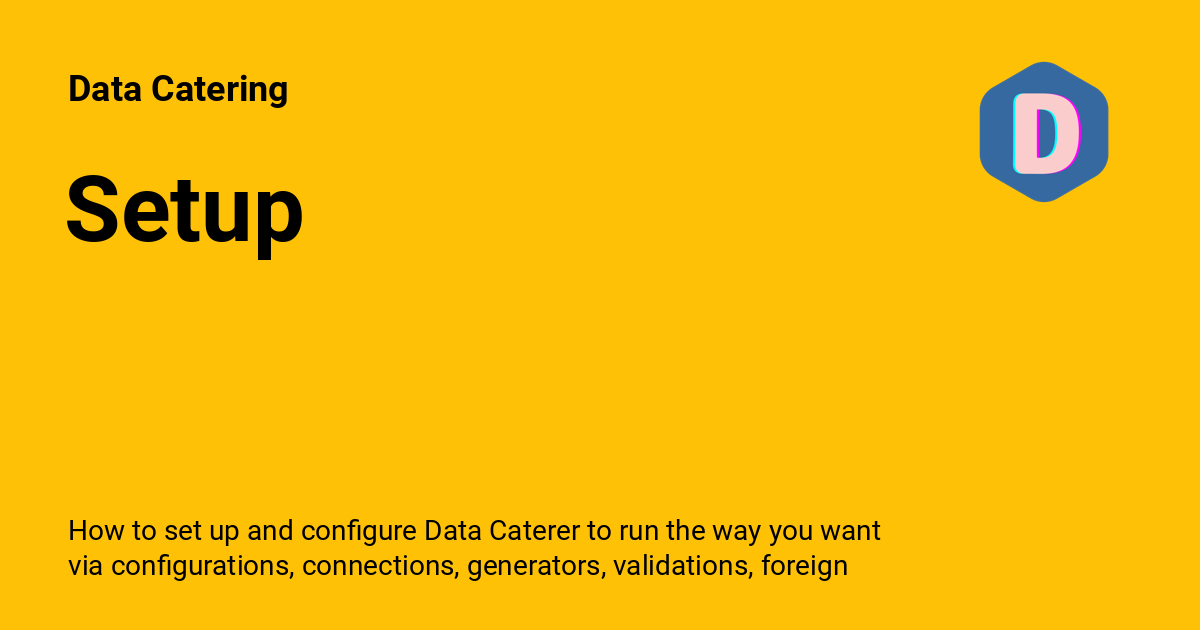 Data Catering
D
Setup
How to set up and configure Data Caterer to run the way you want
via configurations, connections, generators, validations, foreign